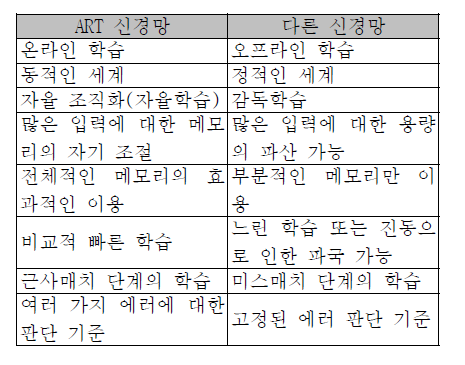 ART 신경망 다른 신경망
온라인 학습 오프라인 학습
동적인 세계 정적인 세계
자율 조직화(자율학습) 감독학습
많은 입력에 대한 메모 많은 입력에 대한 용량
리의 자기 조절 의 파산 가능
전체적인 메모리의 효 부분적인 메모리만 이
과적인 이용 용
비교적 빠른 학습 느린 학습 또는 진동으
로 인한 파국 가능
근사매치 단계의 학습 미스매치 단계의 학습
여러 가지 에러에 대한 고정된 에러 판단 기준
판단 기준